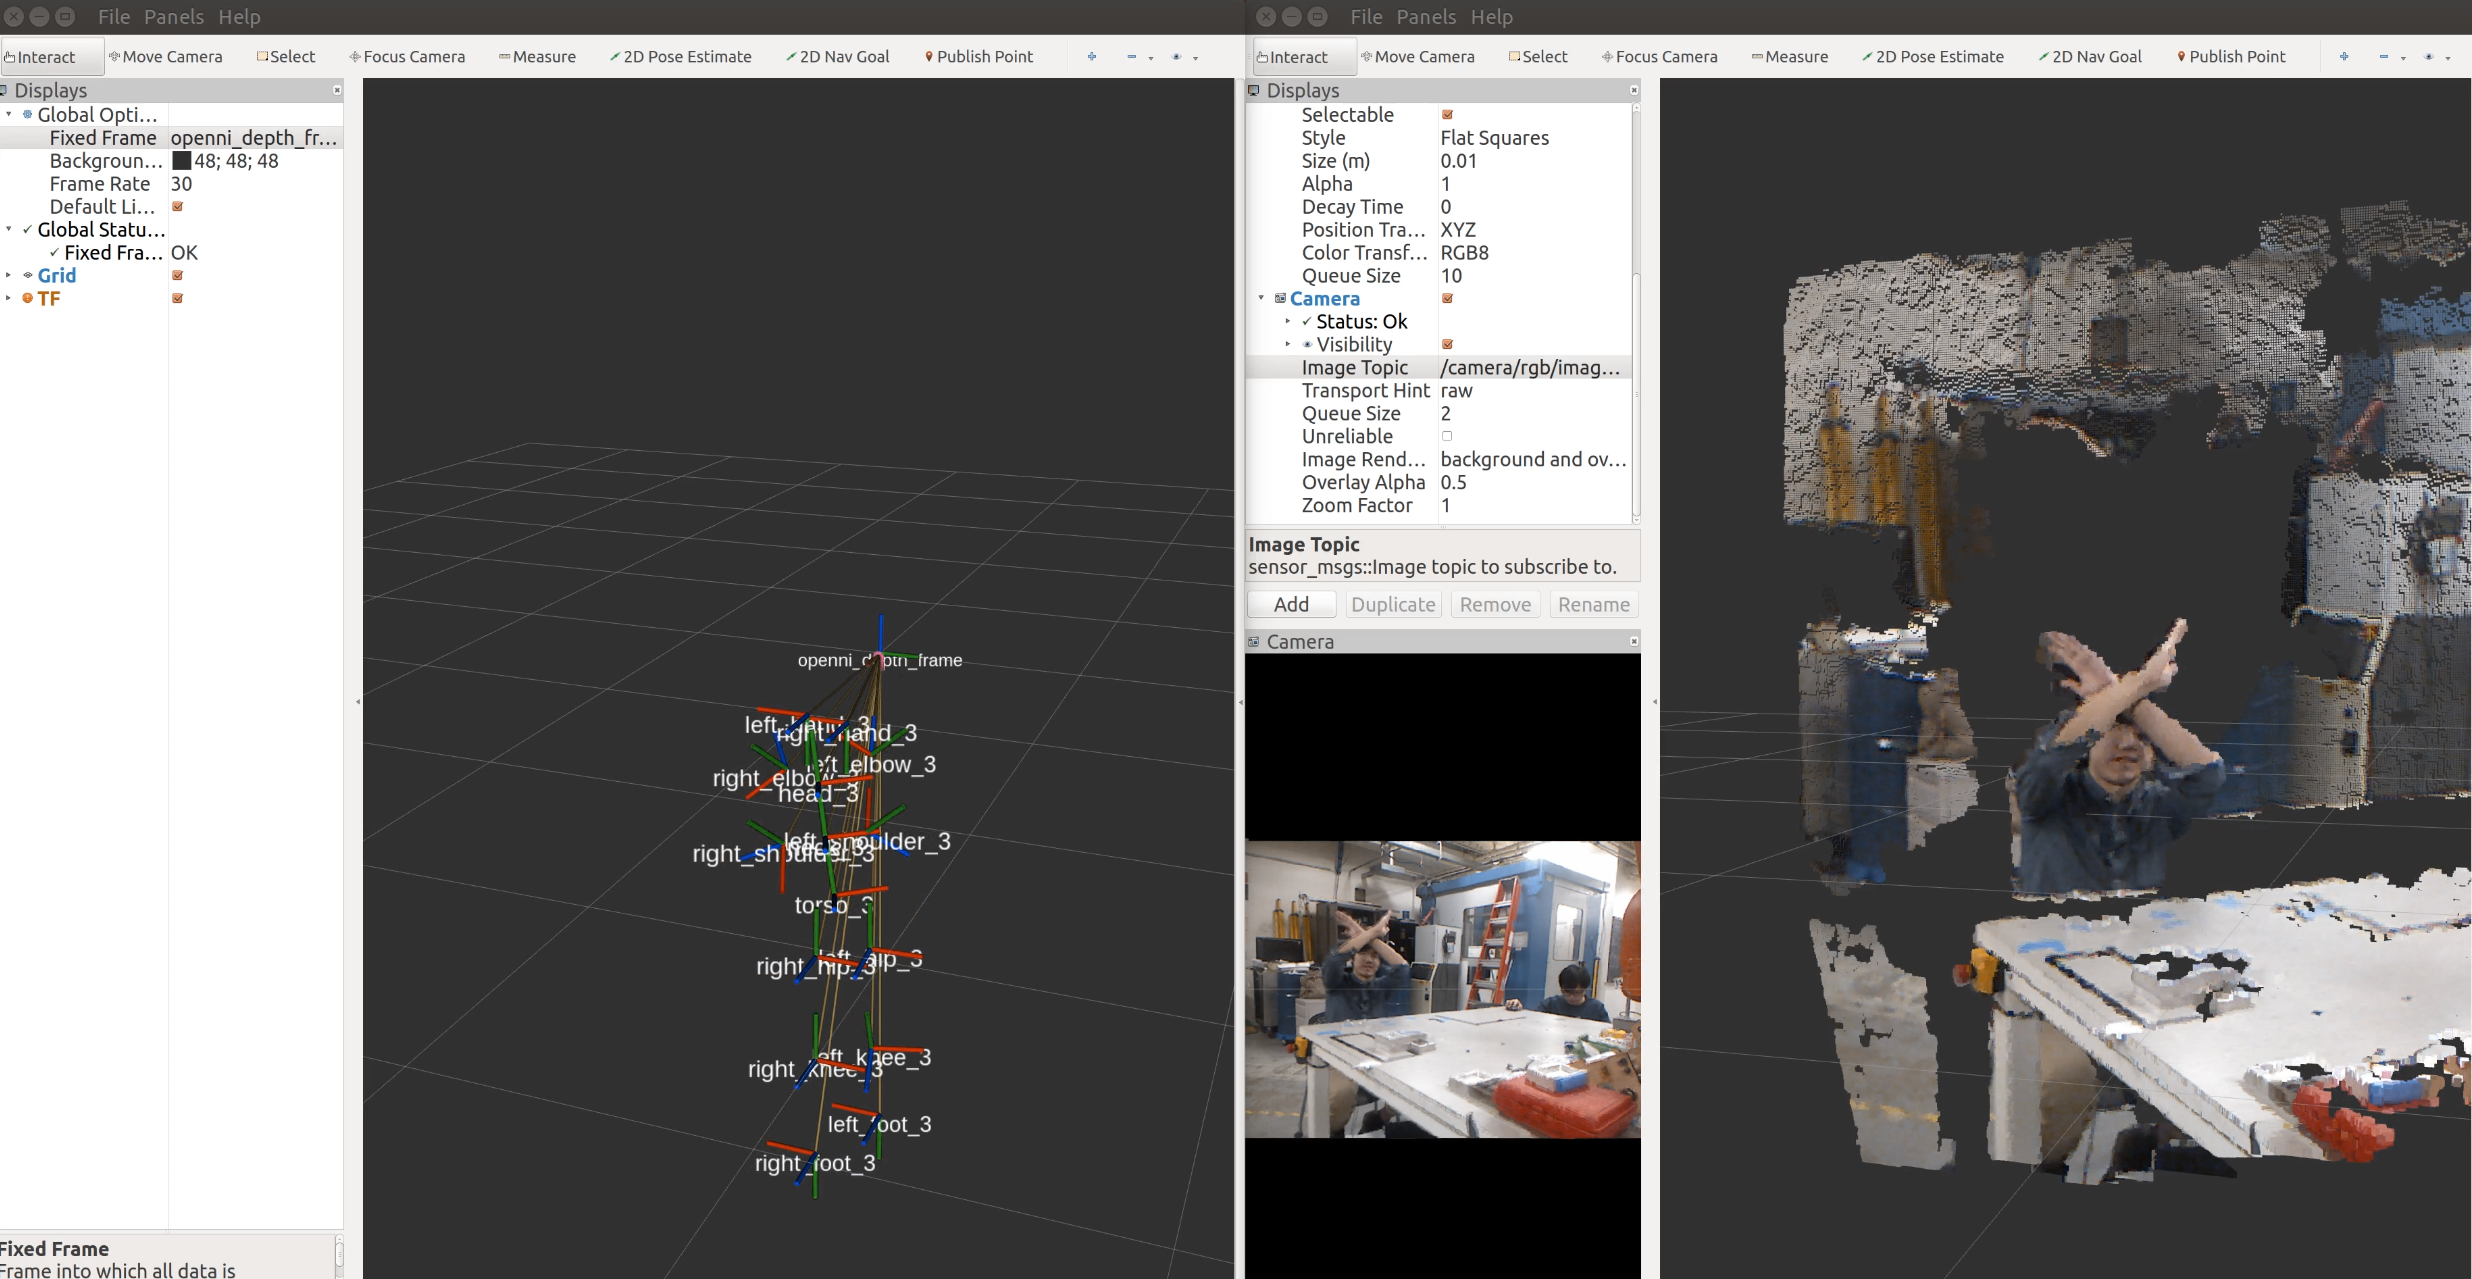 File Panels Help
Interact Move Camera Select Focus Camera Measure 2D Pose Estimate 2D Nav Goal Publish Point
Displays
Global Opti...
Fixed Frame openni_depth_fr...
Backgroun... 48; 48; 48
Frame Rate 30
Default Li...
Global Statu...
Fixed Fra... OK
Grid
TF
Fixed Frame
Frame into which all data is
openni_depth_frame
left_hand_3
right_hand_3
left_elbow_3
right_elbow_3
head_3
left_shoulder_3
neck_3
right_shoulder_3
torso_3
left_hip_3
right_hip_3
left_knee_3
right_knee_3
left_foot_3
right_foot_3
File Panels Help
Interact Move Camera Select Focus Camera Measure 2D Pose Estimate 2D Nav Goal Publish Point
Displays
Selectable
Style Flat Squares
Size (m) 0.01
Alpha 1
Decay Time 0
Position Tra... XYZ
Color Transf... RGB8
Queue Size 10
Camera
Status: Ok
Visibility
Image Topic /camera/rgb/imag...
Transport Hint raw
Queue Size 2
Unreliable
Image Rend... background and ov...
Overlay Alpha 0.5
Zoom Factor 1
Image Topic
sensor_msgs::Image topic to subscribe to.
Add Duplicate Remove Rename
Camera